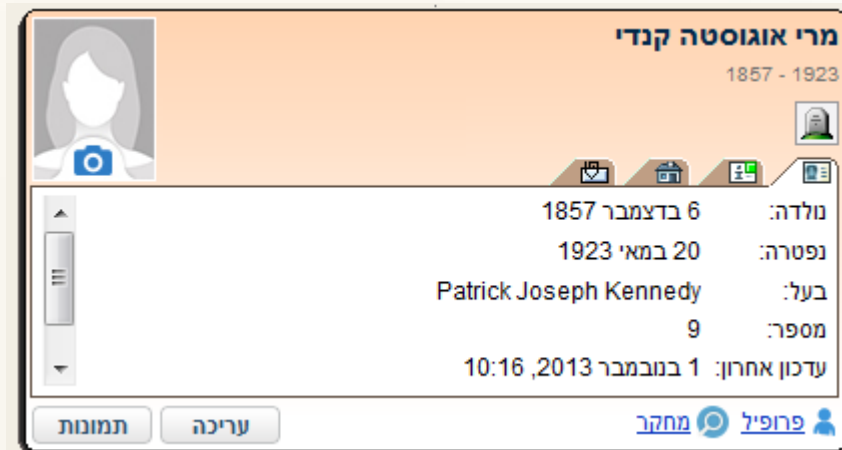 מרי אוגוסטה קנדי
1857 - 1923
נולדה: 6 בדצמבר 1857
נפטרה: 20 במאי 1923
בעל: Patrick Joseph Kennedy
מספר: 9
עדכון אחרון: 1 בנובמבר 2013, 10:16
פרופיל מחקר עריכה תמונות